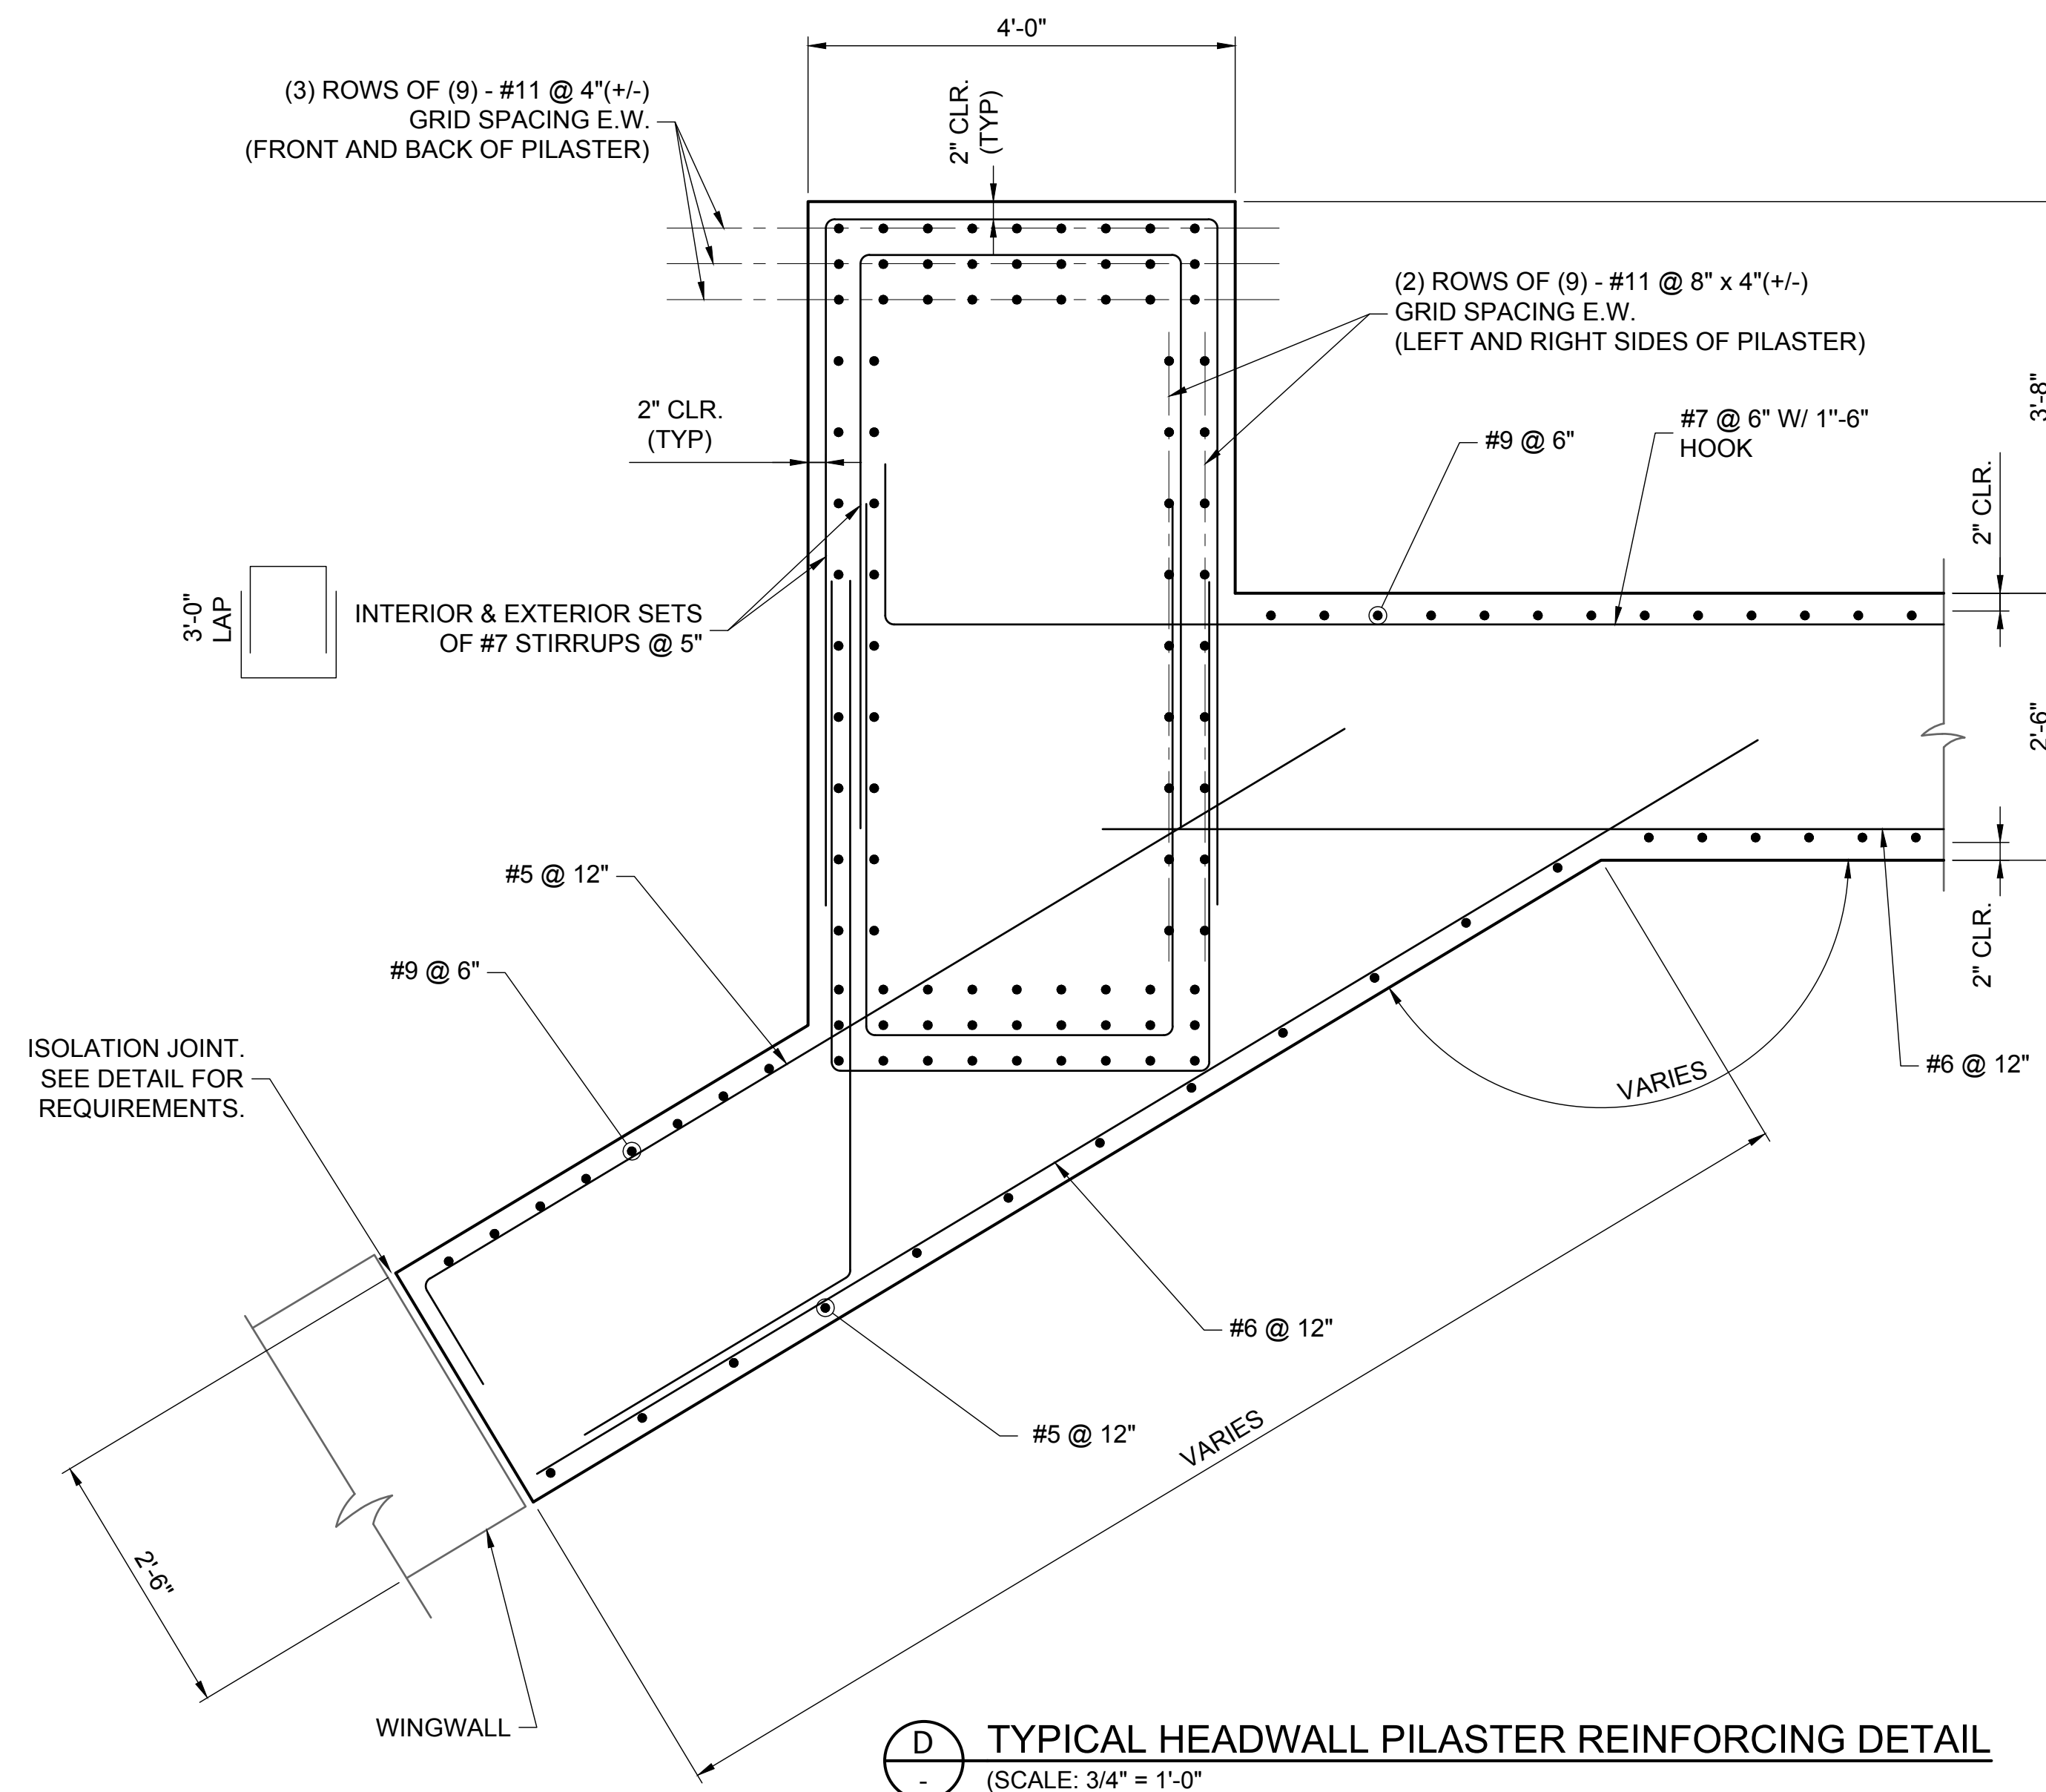 4'-0"
(3) ROWS OF (9) - #11 @ 4"(+/-)
GRID SPACING E.W.
(FRONT AND BACK OF PILASTER)
2" CLR.
(TYP)
(2) ROWS OF (9) - #11 @ 8" x 4"(+/-)
GRID SPACING E.W.
(LEFT AND RIGHT SIDES OF PILASTER)
3'-8"
2" CLR.
(TYP)
#9 @ 6"
#7 @ 6" W/ 1"-6"
HOOK
2" CLR.
3'-0"
LAP
INTERIOR & EXTERIOR SETS
OF #7 STIRRUPS @ 5"
2'-6"
#5 @ 12"
#9 @ 6"
2" CLR.
ISOLATION JOINT.
SEE DETAIL FOR
REQUIREMENTS.
VARIES
#6 @ 12"
#6 @ 12"
#5 @ 12"
VARIES
2'-6"
WINGWALL
D
-
TYPICAL HEADWALL PILASTER REINFORCING DETAIL
(SCALE: 3/4" = 1'-0"